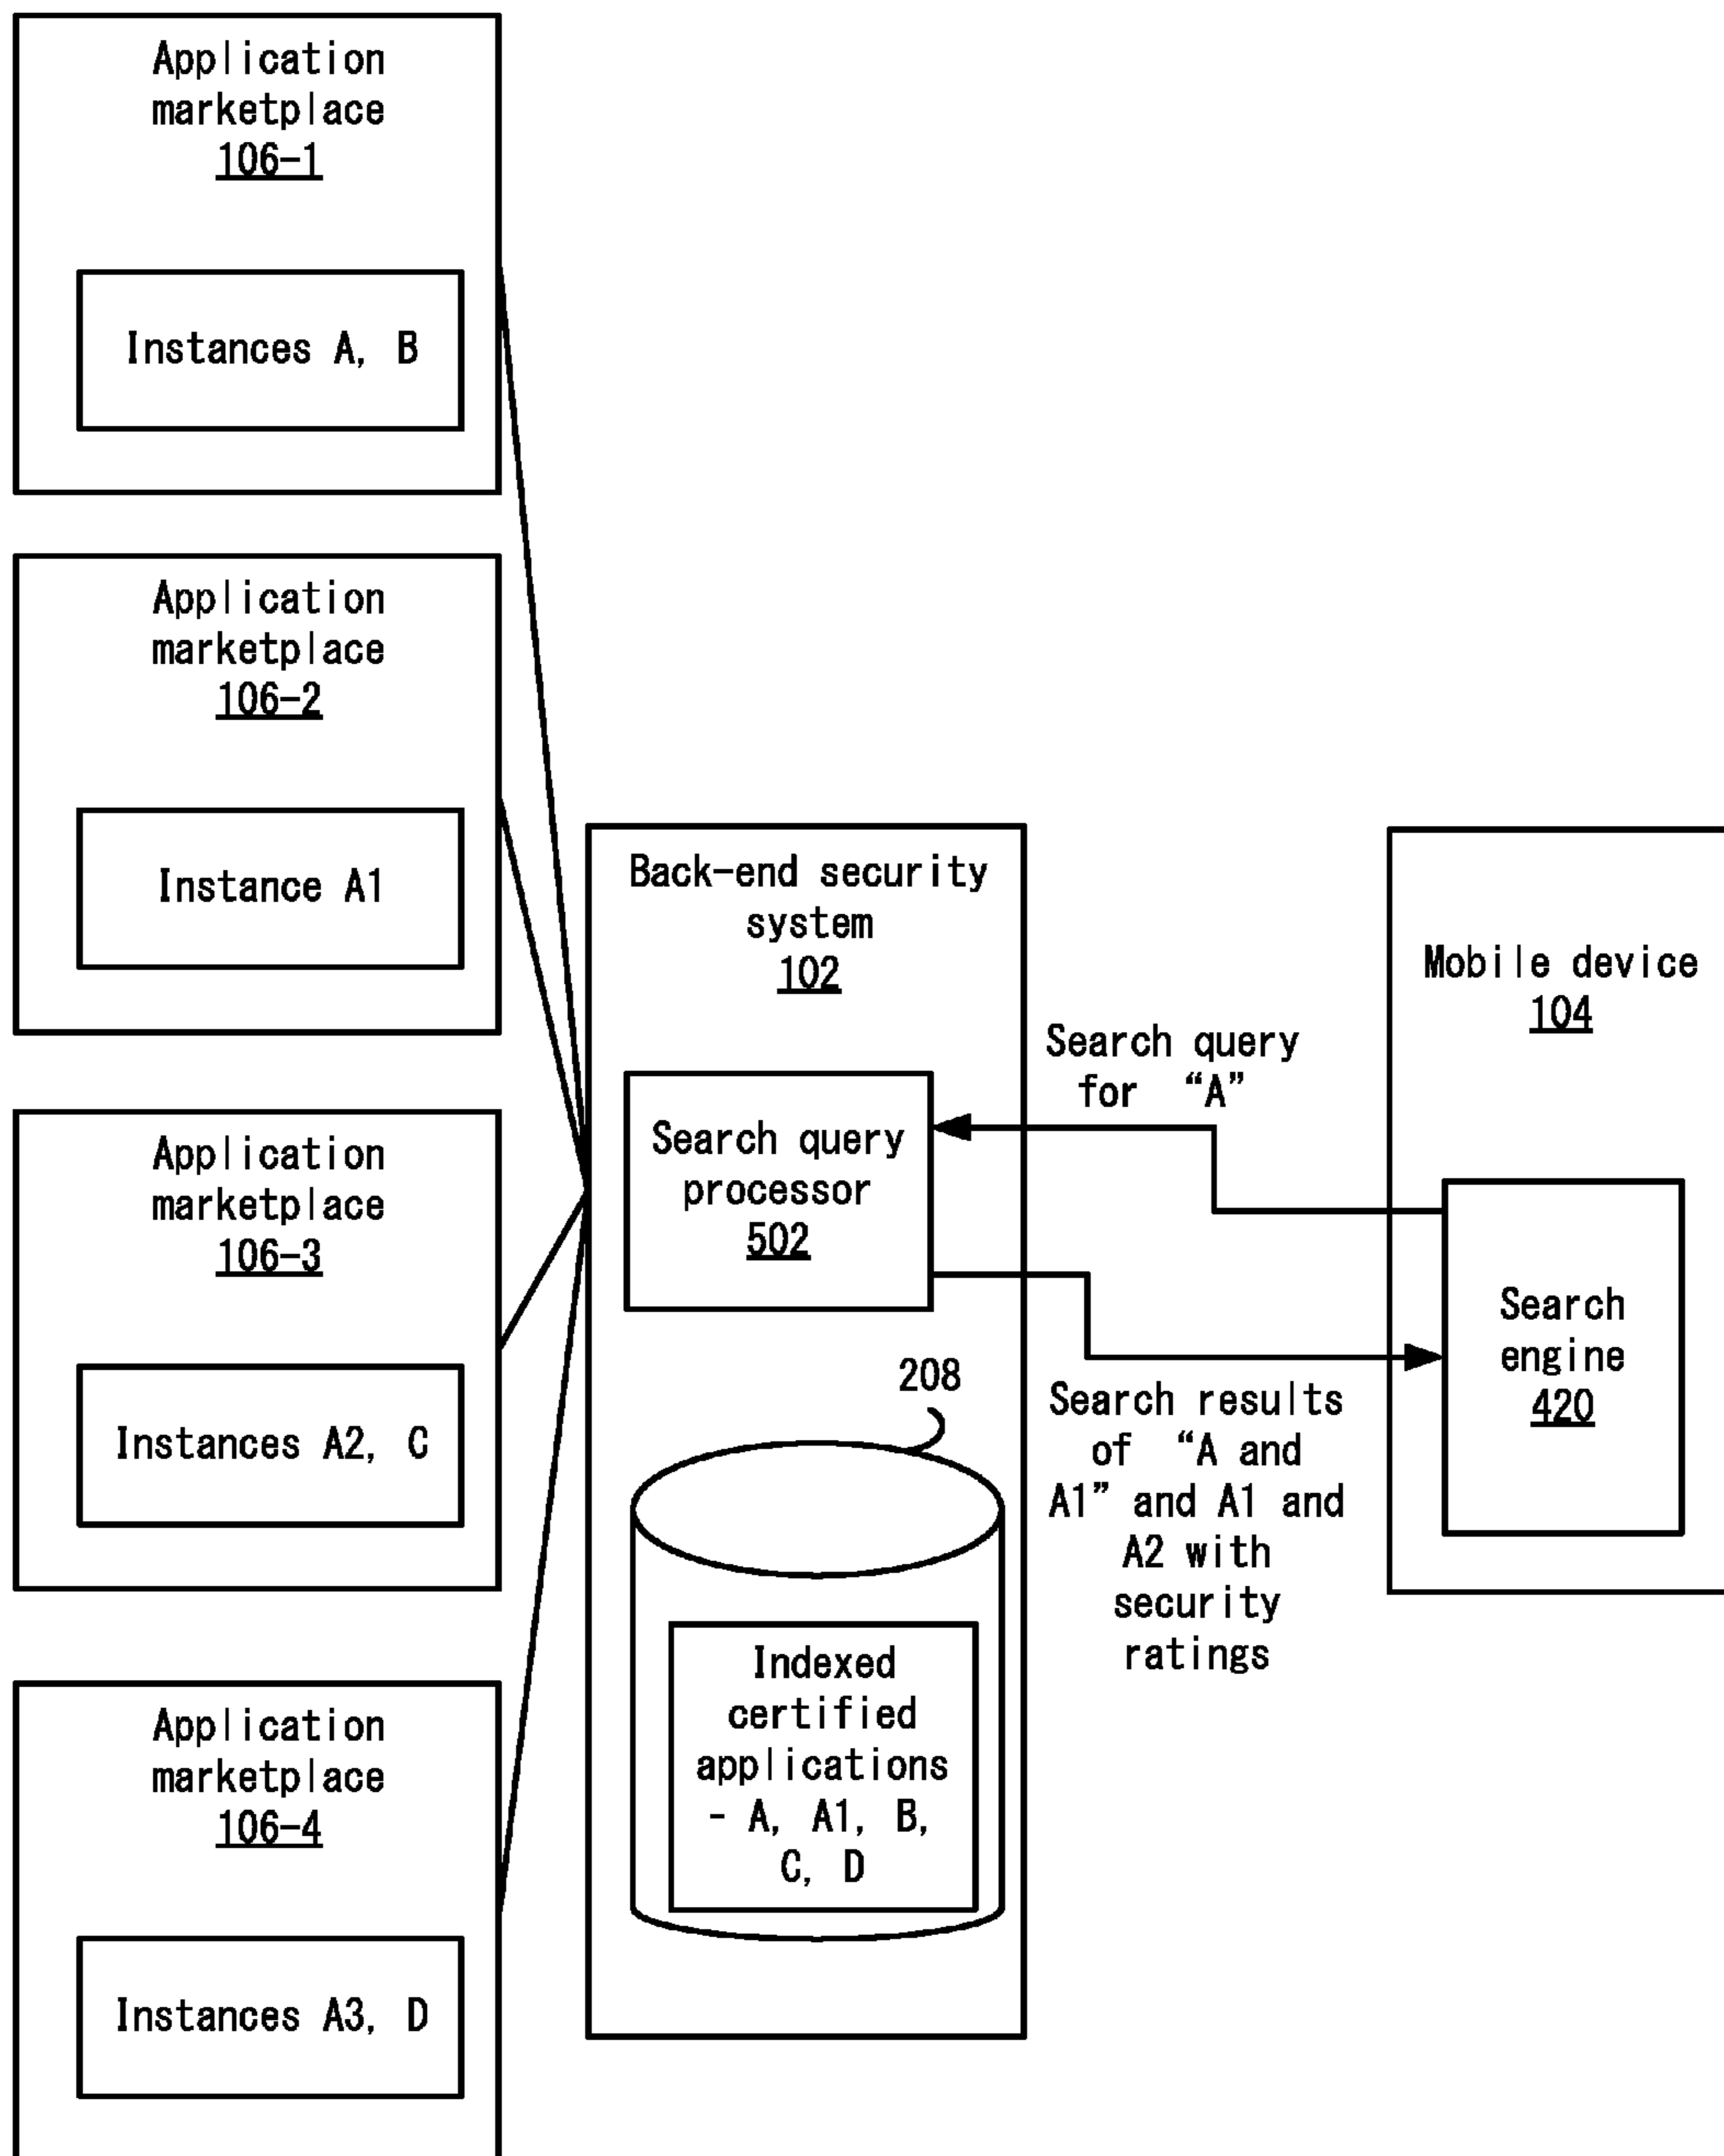 Application
marketplace
106-1
Instances A, B
Application
marketplace
106-2
Instance A1
Application
marketplace
106-3
Instances A2, C
Application
marketplace
106-4
Instances A3, D
Back-end security
system
102
Search query
processor
502
208
Indexed
certified
applications
- A, A1, B,
C, D
Search query
for “A”
Search results
of “A and
A1” and A1 and
A2 with
security
ratings
Mobile device
104
Search
engine
420